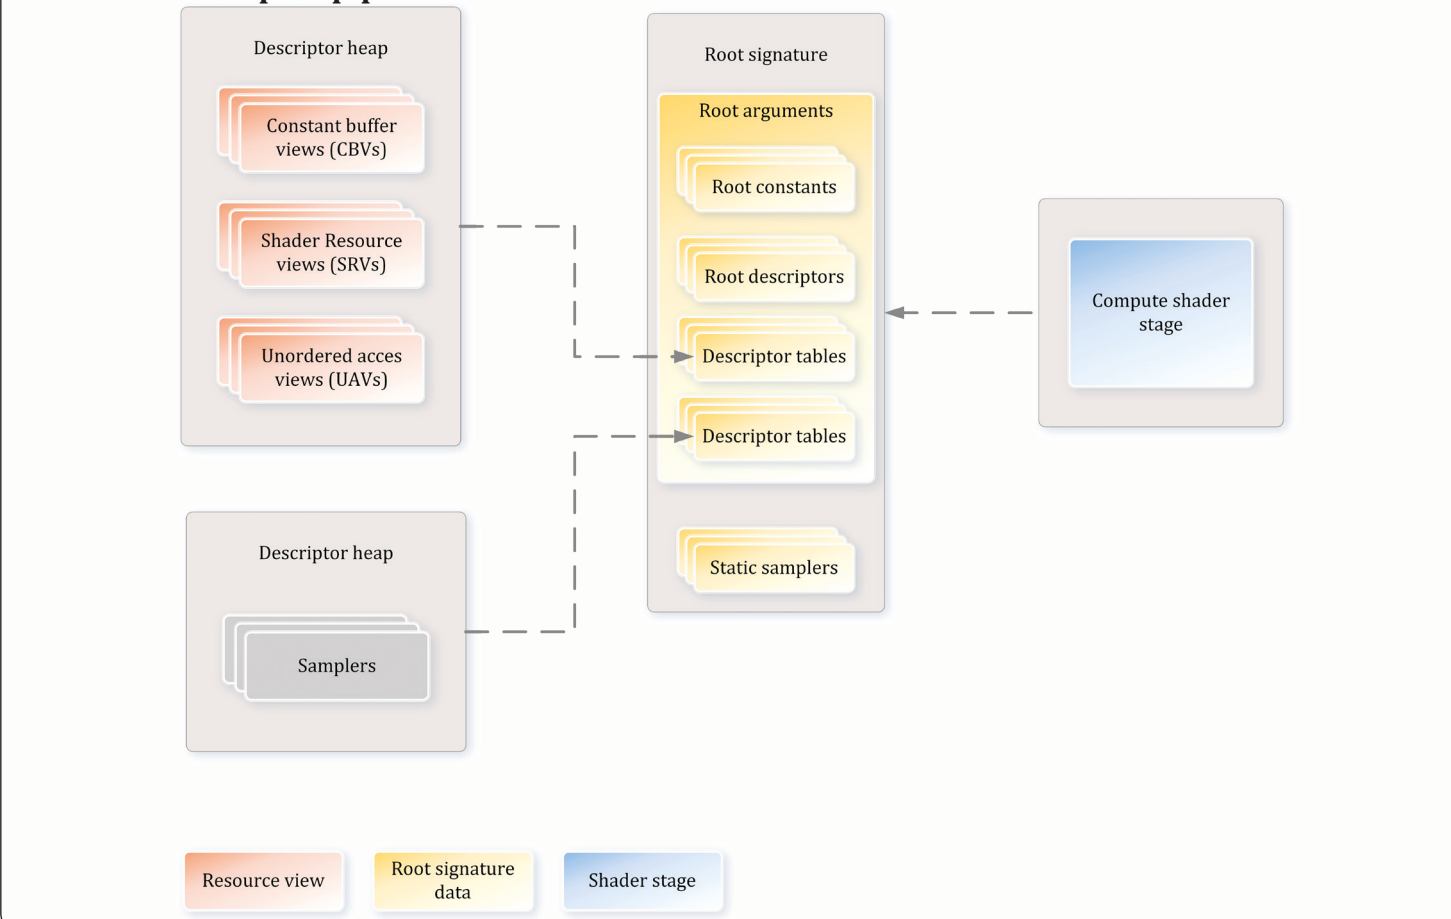 Descriptor heap
Constant buffer
views (CBVs)
Shader Resource
views (SRVs)
Unordered acces
views (UAVs)
Descriptor heap
Samplers
Root signature
Root arguments
Root constants
Root descriptors
Descriptor tables
Descriptor tables
Static samplers
Compute shader
stage
Resource view
Root signature
data
Shader stage